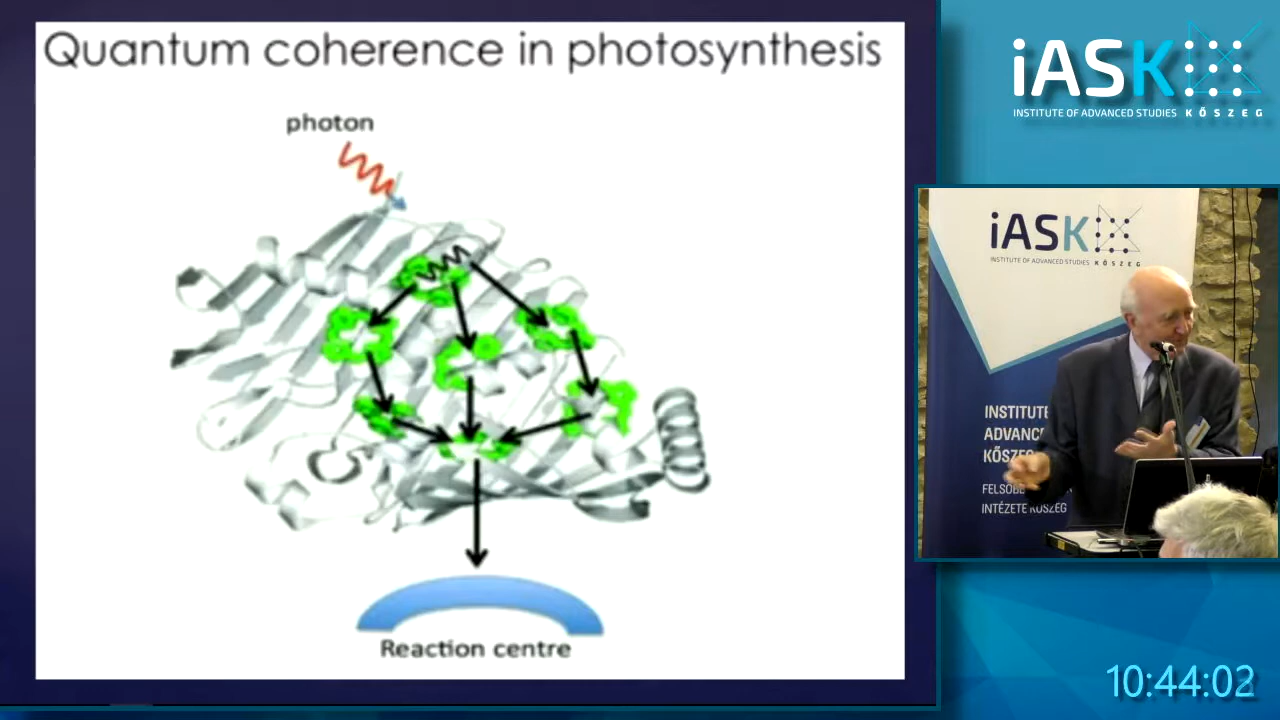 Quantum coherence in photosynthesis
photon
Reaction centre
iASK
INSTITUTE OF ADVANCED STUDIES KŐSZEG
iASK
INSTITUTE OF ADVANCED STUDIES KŐSZEG
INSTITUTE
ADVANC
KŐSZEG
FELSŐB
INTÉZETE KŐSZEG
10:44:02